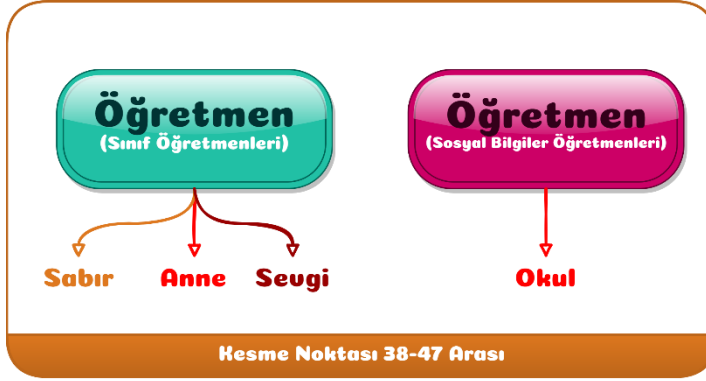 Öğretmen
(Sınıf Öğretmenleri)
Öğretmen
(Sosyal Bilgiler Öğretmenleri)
Sabır Anne Sevgi Okul
Kesme Noktası 38-47 Arası